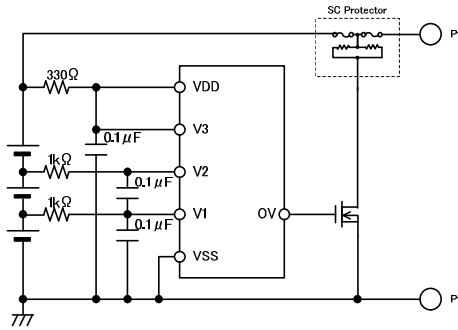 SC Protector
P
330Ω
VDD
0.1μF
V3
1kΩ
V2
0.1μF
1kΩ
V1
OV
0.1μF
VSS
P